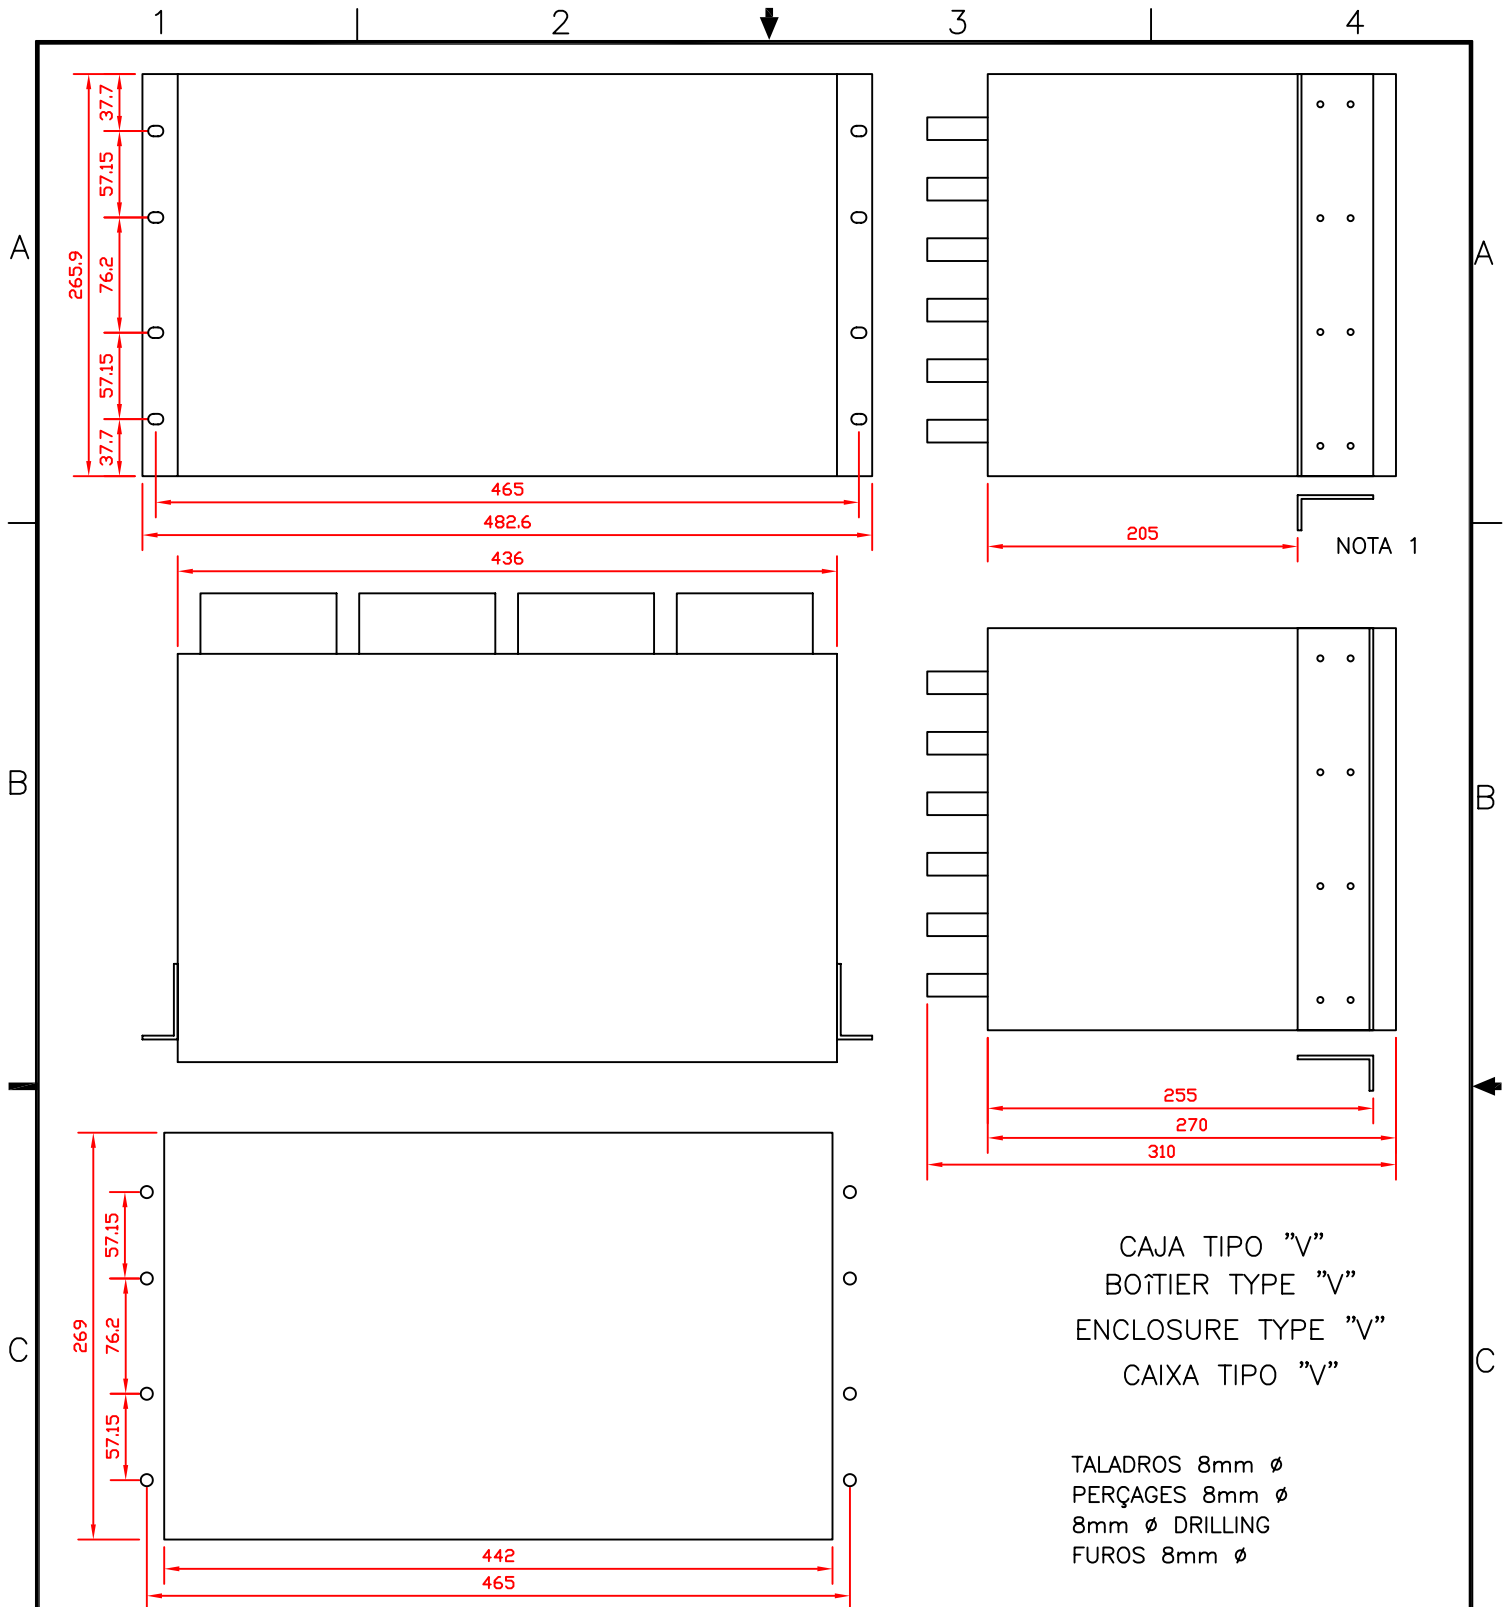 1 2 3 4
37.7
57.15
265.9
76.2
57.15
37.7
A A
465
482.6
436
205
NOTA 1
B B
255
270
310
57.15
269
76.2
57.15
C C
442
465
CAJA TIPO "V"
BOîTIER TYPE "V"
ENCLOSURE TYPE "V"
CAIXA TIPO "V"
TALADROS 8mm ø
PERÇAGES 8mm ø
8mm ø DRILLING
FUROS 8mm ø